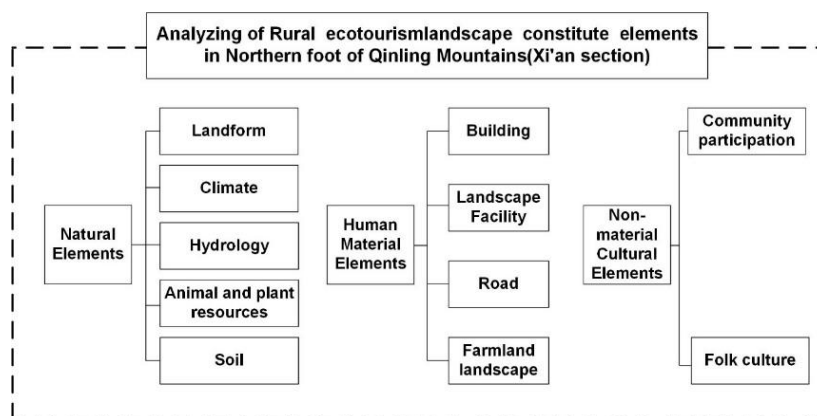 Analyzing of Rural ecotourismlandscape constitute elements
in Northern foot of Qinling Mountains(Xi'an section)
Natural
Elements
Landform
Climate
Hydrology
Animal and plant
resources
Soil
Human
Material
Elements
Building
Landscape
Facility
Road
Farmland
landscape
Non-
material
Cultural
Elements
Community
participation
Folk culture